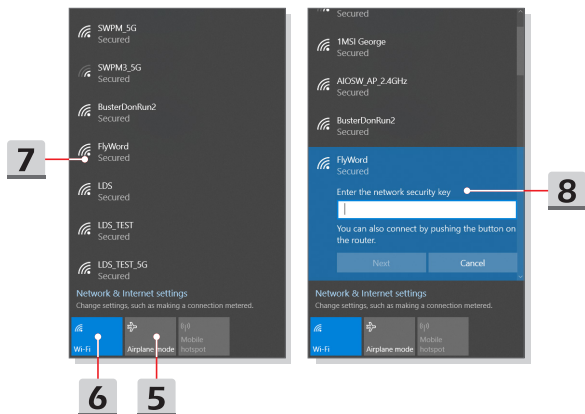 SWPM_5G
Secured
SWPM3_5G
Secured
BusterDonRun2
Secured
FlyWord
Secured
LDS
Secured
LDS_TEST
Secured
LDS_TEST_5G
Secured
Network & Internet settings
Change settings, such as making a connection metered.
Wi-Fi
Airplane mode
Mobile
hotspot
7
6
5
Secured
1MSI George
Secured
AIOSW_AP_2.4GHz
Secured
BusterDonRun2
Secured
FlyWord
Secured
Enter the network security key
You can also connect by pushing the button on
the router.
Next
Cancel
Network & Internet settings
Change settings, such as making a connection metered.
Wi-Fi
Airplane mode
Mobile
hotspot
8